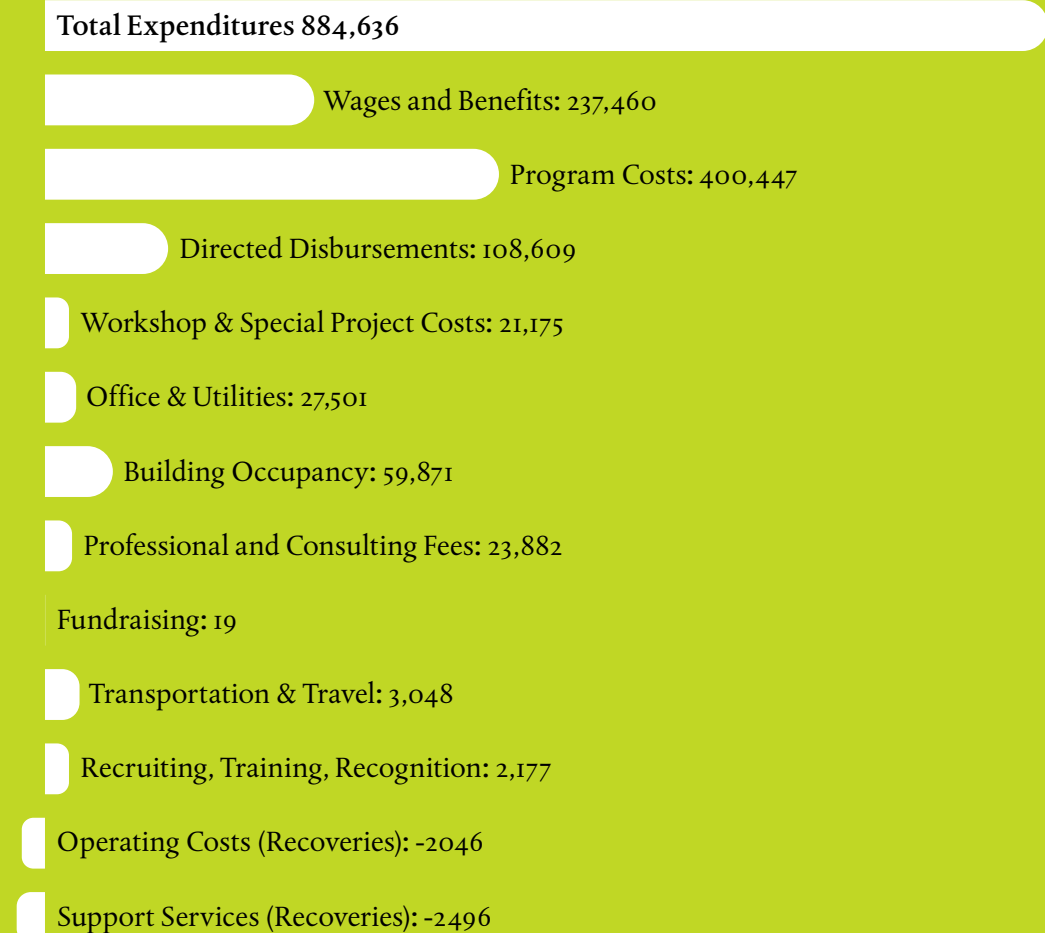 Total Expenditures 884,636
Wages and Benefits: 237,460
Program Costs: 400,447
Directed Disbursements: 108,609
Workshop & Special Project Costs: 21,175
Office & Utilities: 27,501
Building Occupancy: 59,871
Professional and Consulting Fees: 23,882
Fundraising: 19
Transportation & Travel: 3,048
Recruiting, Training, Recognition: 2,177
Operating Costs (Recoveries): -2046
Support Services (Recoveries): -2496